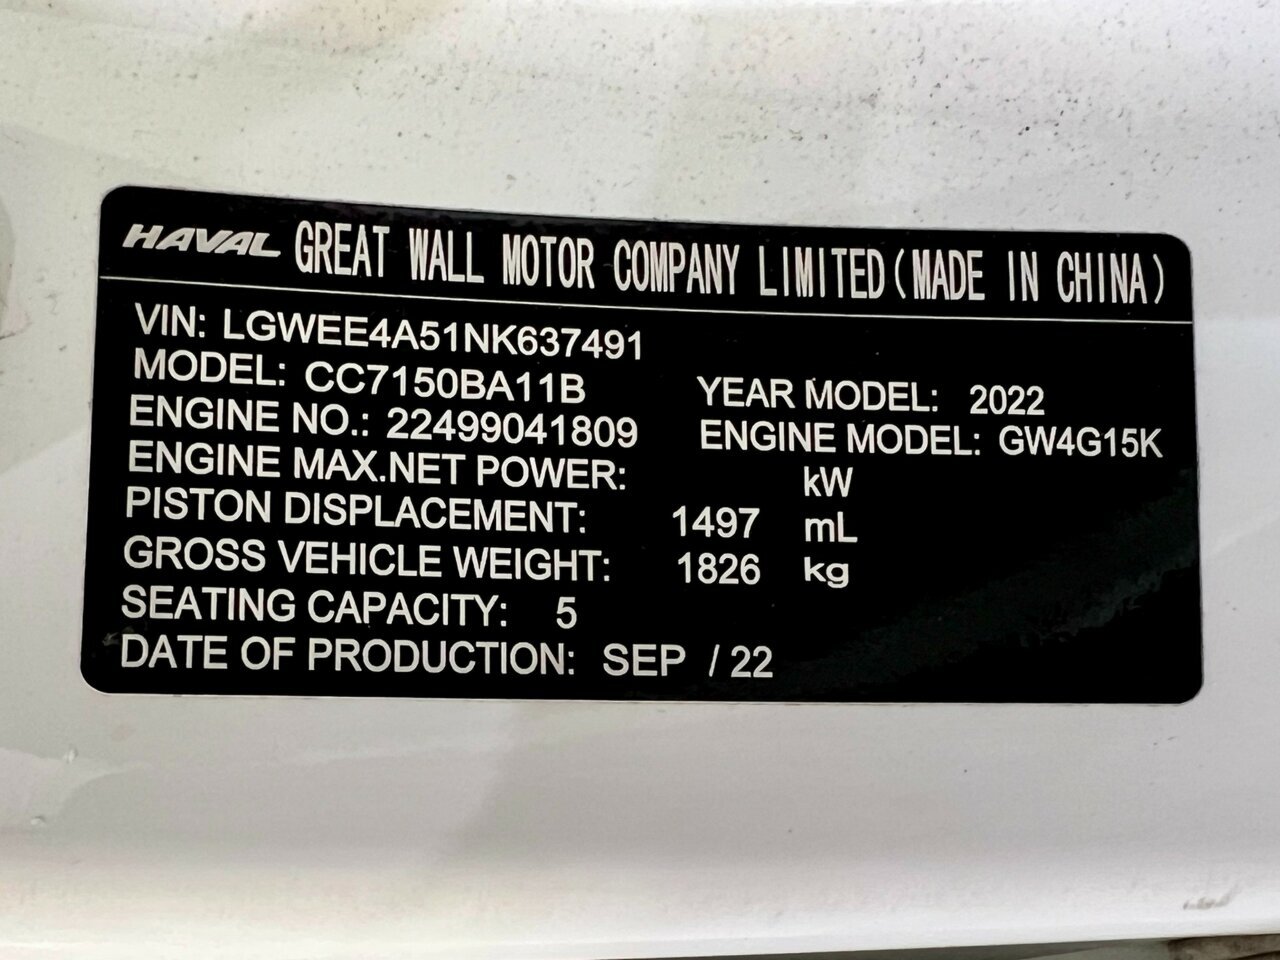 HAVAL GREAT WALL MOTOR COMPANY LIMITED(MADE IN CHINA)
VIN: LGWEE4A51NK637491
MODEL: CC7150BA11B YEAR MODEL: 2022
ENGINE NO.: 22499041809 ENGINE MODEL: GW4G15K
ENGINE MAX.NET POWER: kW
PISTON DISPLACEMENT: 1497 mL
GROSS VEHICLE WEIGHT: 1826 kg
SEATING CAPACITY: 5
DATE OF PRODUCTION: SEP / 22